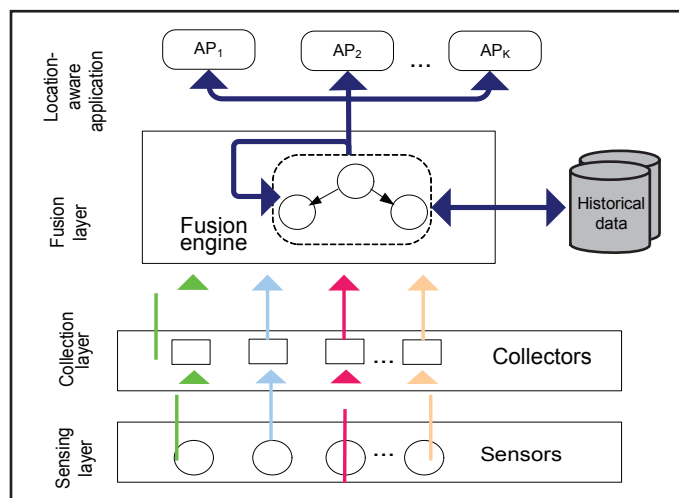 Location-
aware
application
AP1
AP2
...
APK
Fusion
layer
Fusion
engine
Historical
data
Collection
layer
...
Collectors
Sensing
layer
...
Sensors